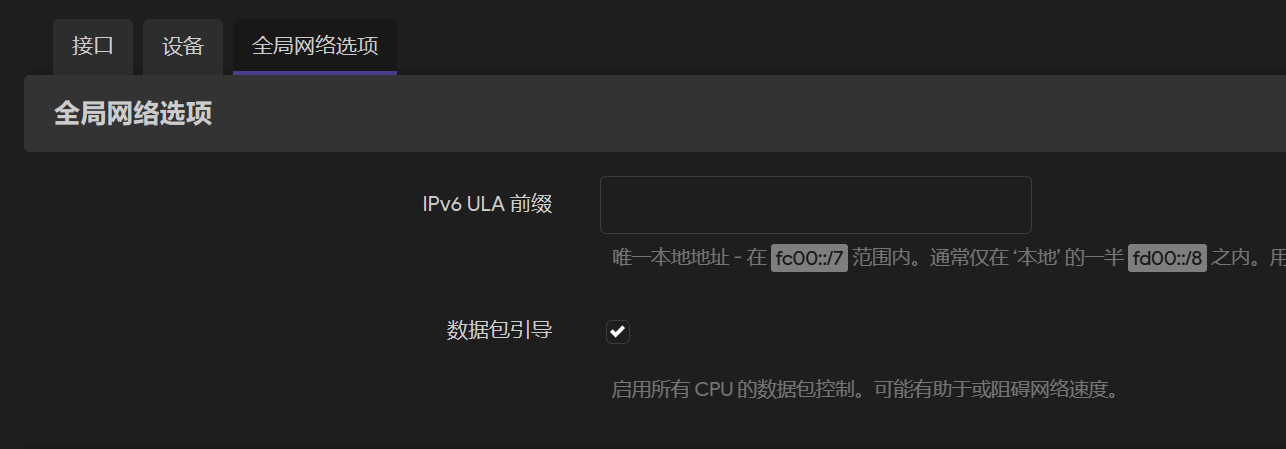 接口 设备 全局网络选项
全局网络选项
IPv6 ULA 前缀
唯一本地地址 - 在 fc00::/7 范围内。通常仅在 ‘本地’ 的一半 fd00::/8 之内。用
数据包引导
启用所有 CPU 的数据包控制。可能有助于或阻碍网络速度。